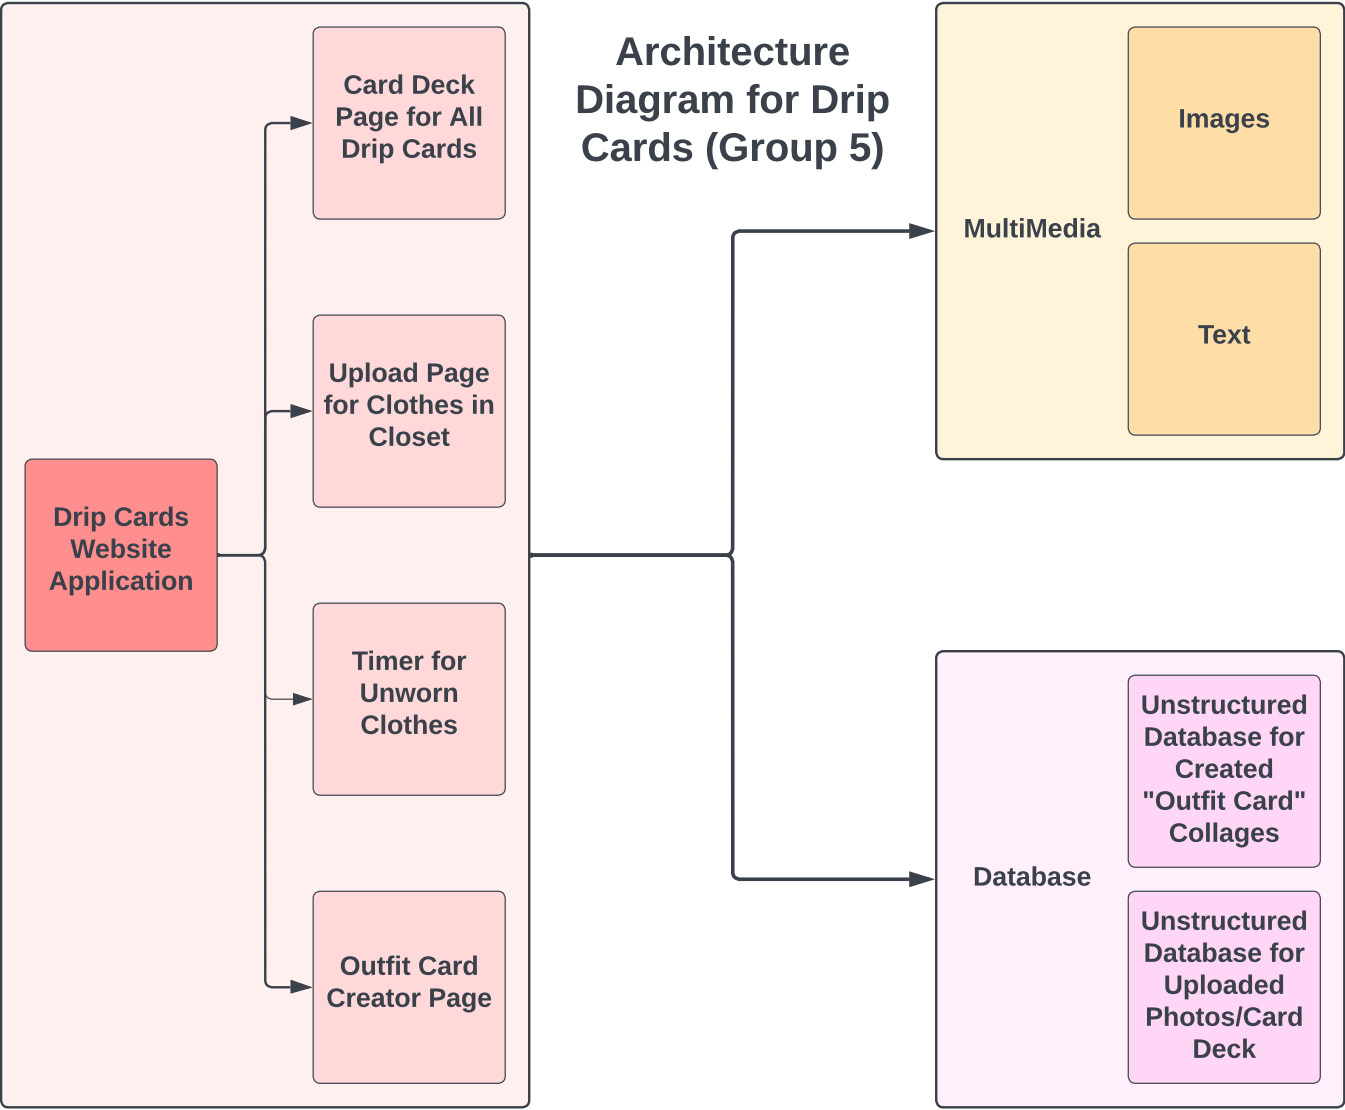 Architecture
Diagram for Drip
Cards (Group 5)
Drip Cards
Website
Application
Card Deck
Page for All
Drip Cards
Upload Page
for Clothes in
Closet
Timer for
Unworn
Clothes
Outfit Card
Creator Page
MultiMedia
Images
Text
Database
Unstructured
Database for
Created
"Outfit Card"
Collages
Unstructured
Database for
Uploaded
Photos/Card
Deck